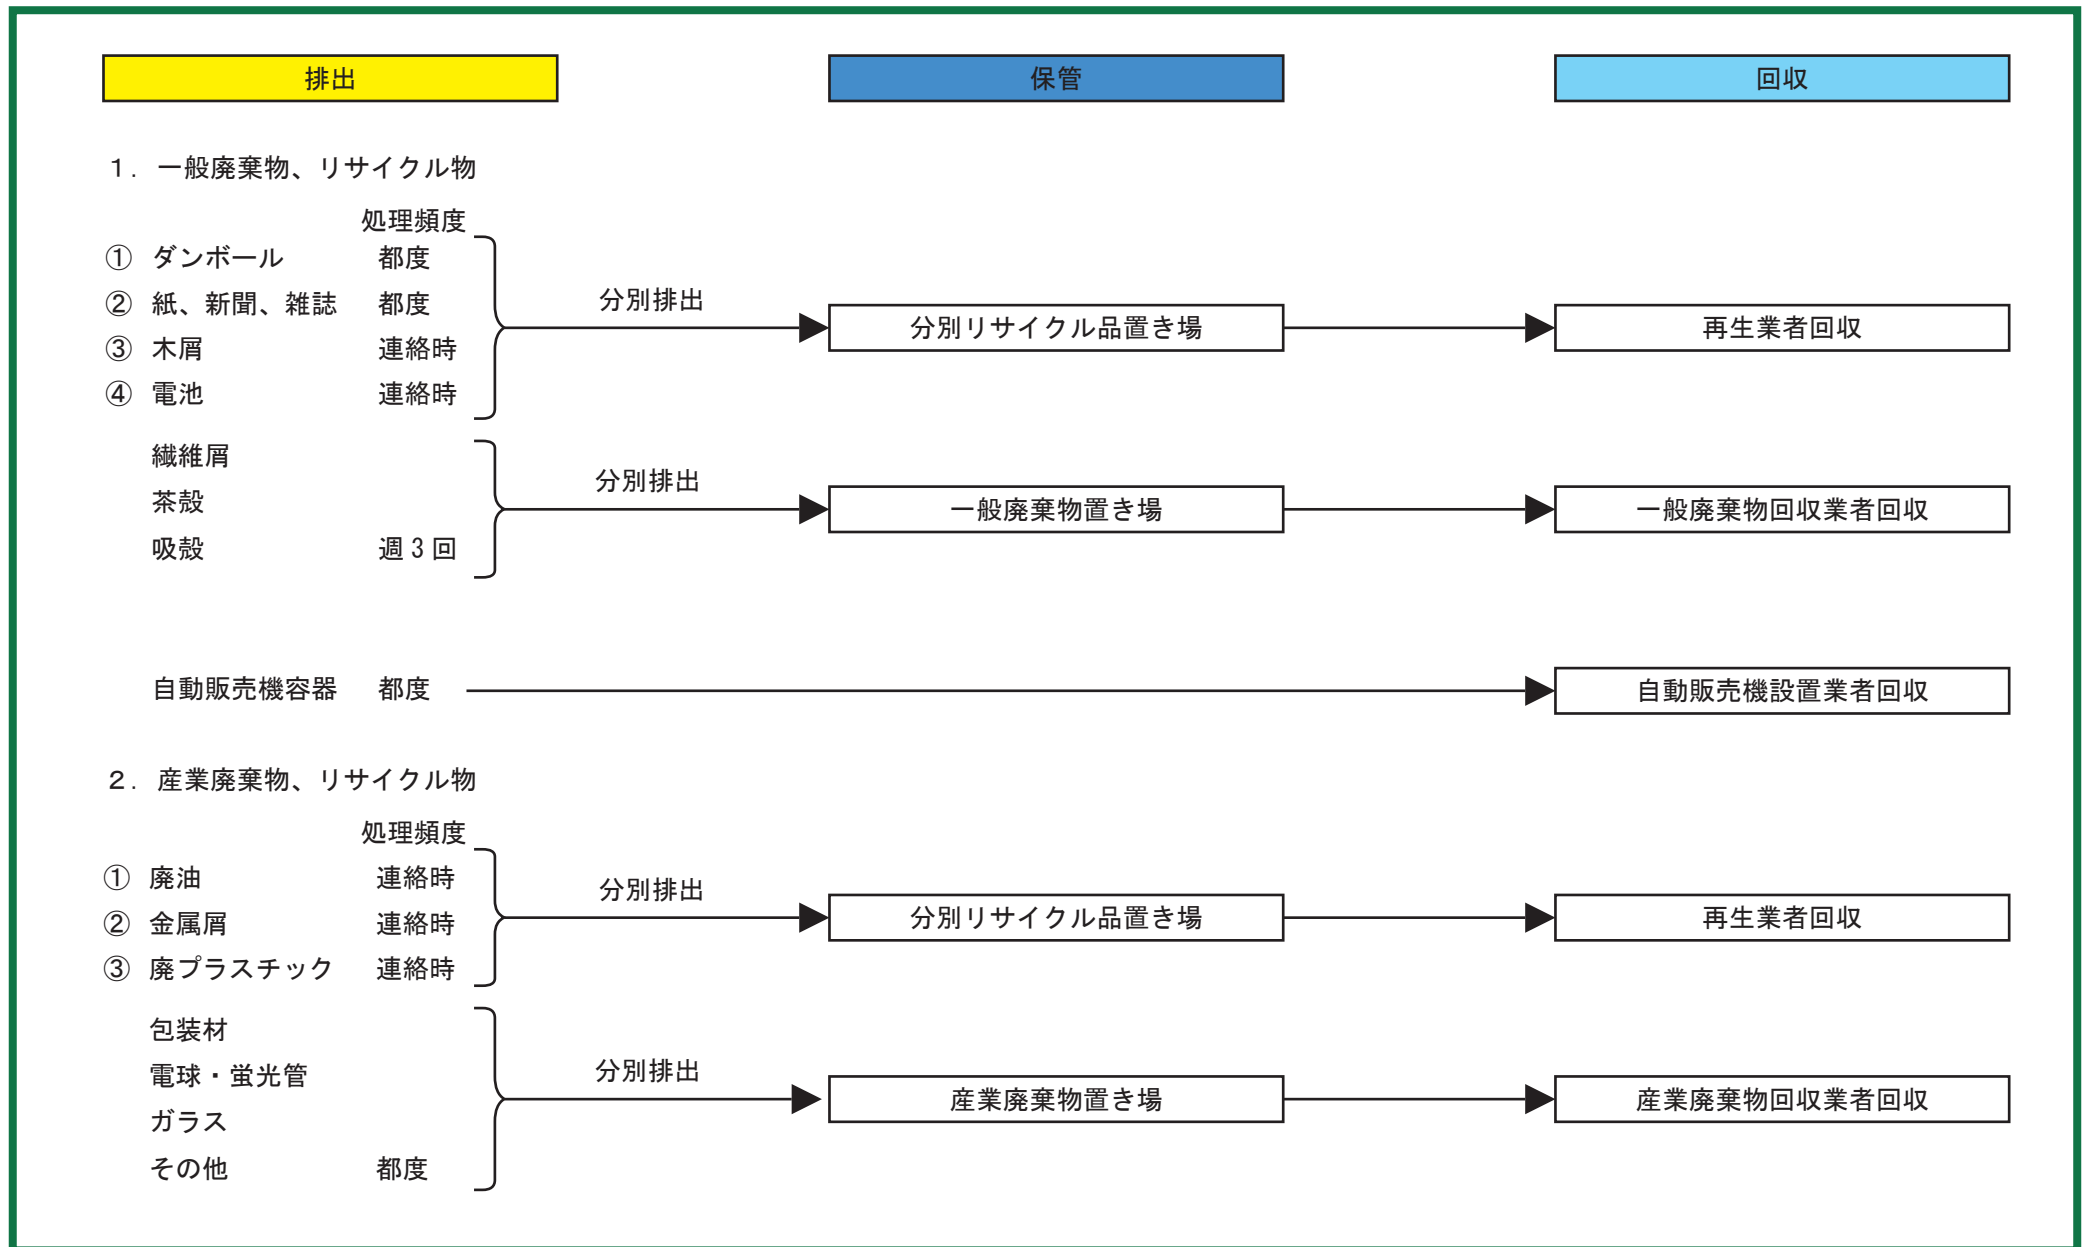 排出
保管
回収
１．一般廃棄物、リサイクル物
処理頻度
① ダンボール 都度
② 紙、新聞、雑誌 都度
③ 木屑 連絡時
④ 電池 連絡時
分別排出
分別リサイクル品置き場
再生業者回収
繊維屑
茶殻
吸殻 週３回
分別排出
一般廃棄物置き場
一般廃棄物回収業者回収
自動販売機容器 都度
自動販売機設置業者回収
２．産業廃棄物、リサイクル物
処理頻度
① 廃油 連絡時
② 金属屑 連絡時
③ 廃プラスチック 連絡時
分別排出
分別リサイクル品置き場
再生業者回収
包装材
電球・蛍光管
ガラス
その他 都度
分別排出
産業廃棄物置き場
産業廃棄物回収業者回収